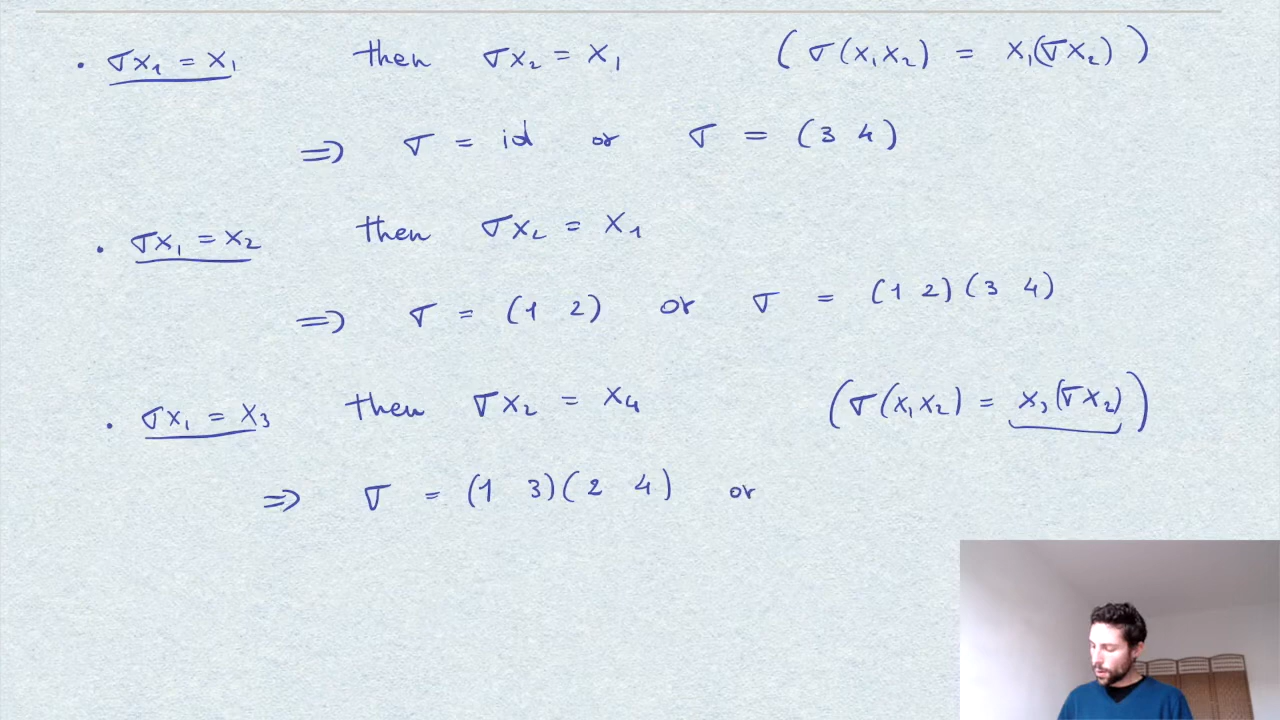 · σx₁ = x₁ then σx₂ = x₁ (σ(x₁x₂) = x₁(σx₂))
⇒ σ = id or σ = (3 4)
· σx₁ = x₂ then σx₂ = x₁
⇒ σ = (1 2) or σ = (1 2)(3 4)
· σx₁ = x₃ then σx₂ = x₄ (σ(x₁x₂) = x₃(σx₂))
⇒ σ = (1 3)(2 4) or